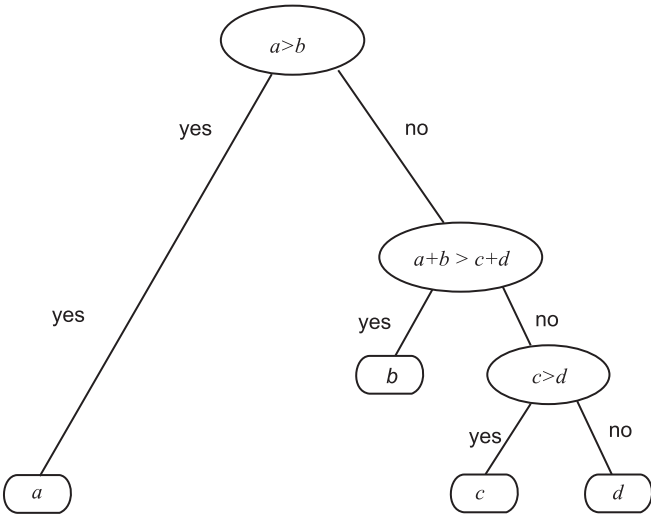 a>b
yes
no
a+b > c+d
yes
yes
no
b
c>d
yes
no
a
c
d